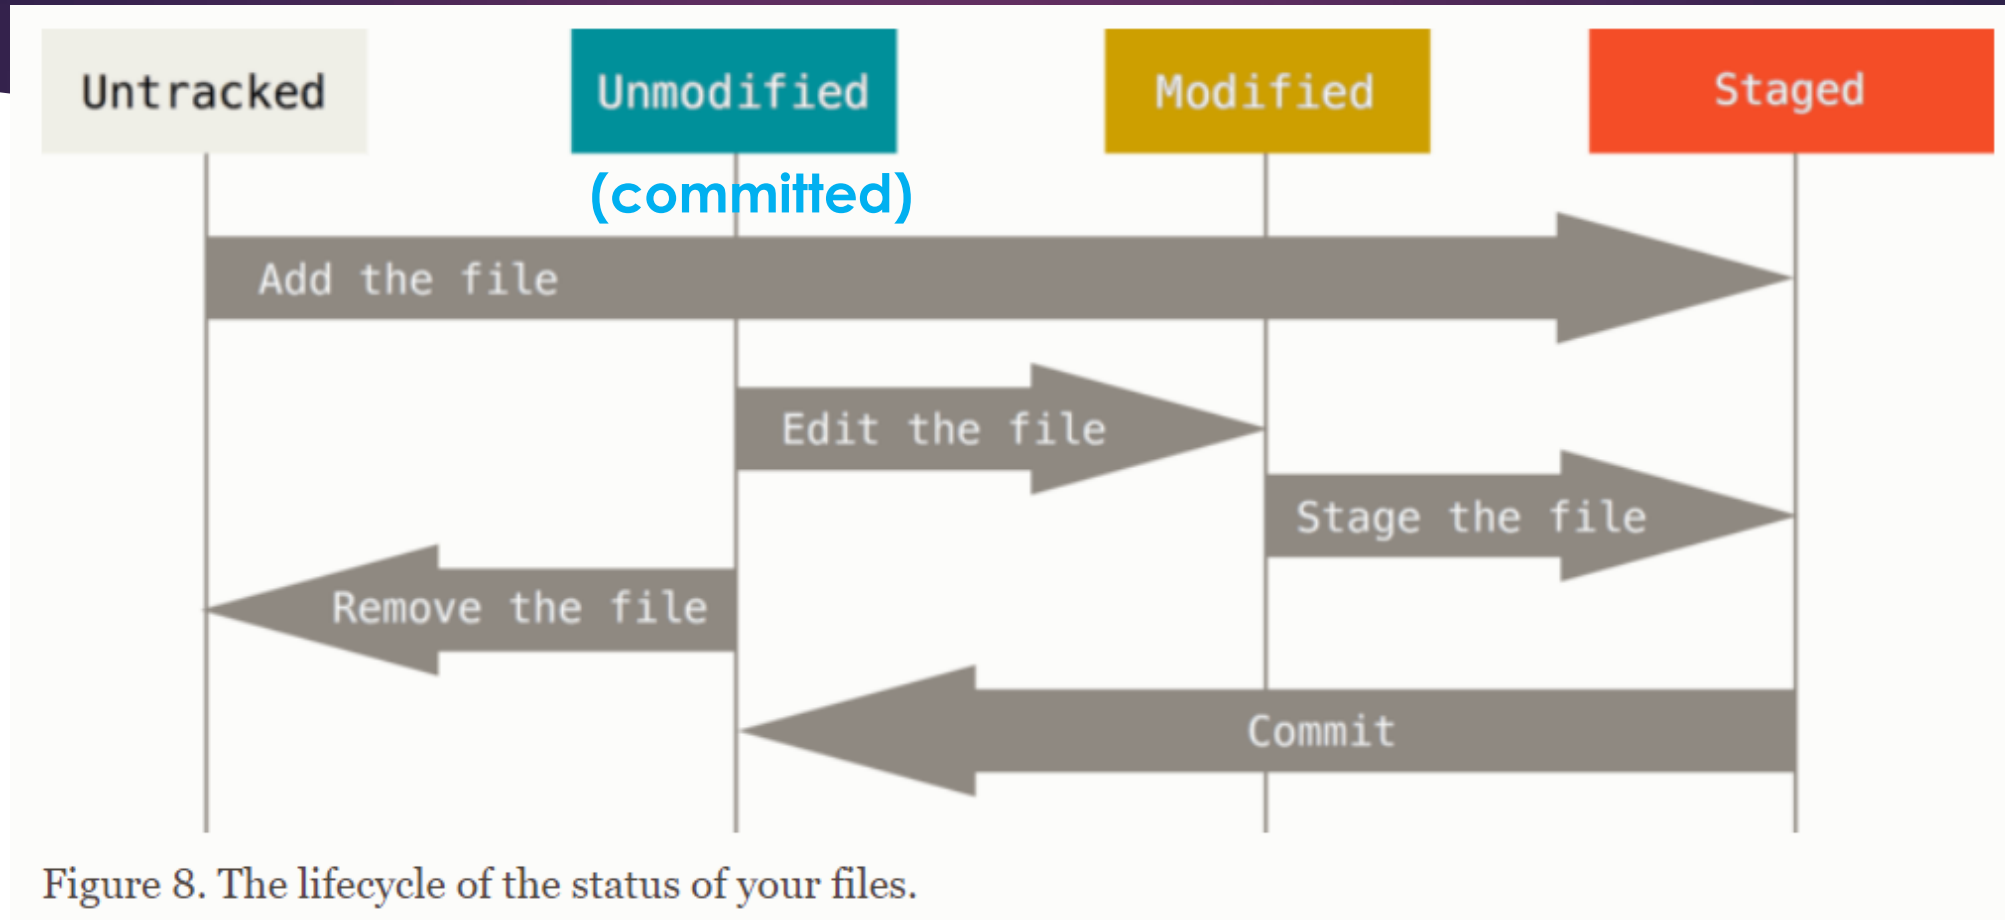 Untracked
Unmodified
Modified
Staged
(committed)
Add the file
Edit the file
Stage the file
Remove the file
Commit
Figure 8. The lifecycle of the status of your files.